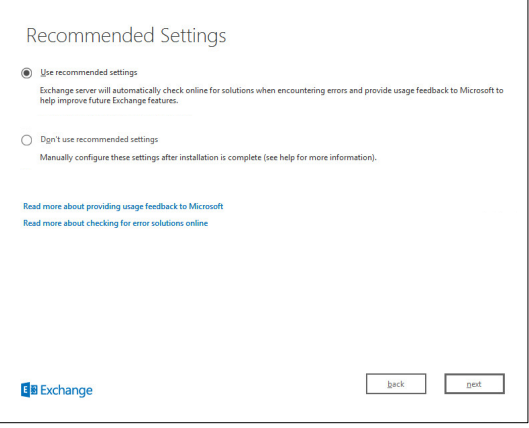 Recommended Settings
Use recommended settings
Exchange server will automatically check online for solutions when encountering errors and provide usage feedback to Microsoft to
help improve future Exchange features.
Don't use recommended settings
Manually configure these settings after installation is complete (see help for more information).
Read more about providing usage feedback to Microsoft
Read more about checking for error solutions online
Exchange
back
next